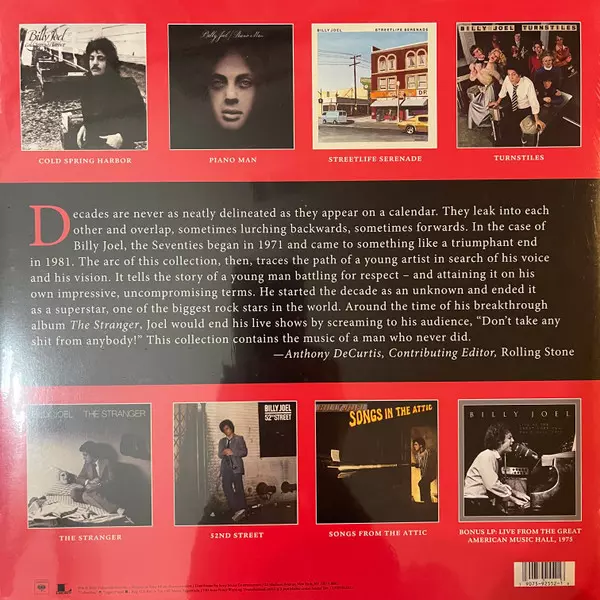 Billy Joel
Cold Spring Harbor
Billy Joel / Piano Man
BILLY JOEL STREETLIFE SERENADE
BILLY JOEL TURNSTILES
COLD SPRING HARBOR
PIANO MAN
STREETLIFE SERENADE
TURNSTILES
Decades are never as neatly delineated as they appear on a calendar. They leak into each
other and overlap, sometimes lurching backwards, sometimes forwards. In the case of
Billy Joel, the Seventies began in 1971 and came to something like a triumphant end
in 1981. The arc of this collection, then, traces the path of a young artist in search of his voice
and his vision. It tells the story of a young man battling for respect – and attaining it on his
own impressive, uncompromising terms. He started the decade as an unknown and ended it
as a superstar, one of the biggest rock stars in the world. Around the time of his breakthrough
album The Stranger, Joel would end his live shows by screaming to his audience, “Don't take any
shit from anybody!” This collection contains the music of a man who never did.
—Anthony DeCurtis, Contributing Editor, Rolling Stone
BILLY JOEL THE STRANGER
BILLY JOEL
52nd STREET
SONGS IN THE ATTIC
BILLY JOEL
THE STRANGER
52ND STREET
SONGS FROM THE ATTIC
BONUS LP: LIVE FROM THE GREAT
AMERICAN MUSIC HALL, 1975